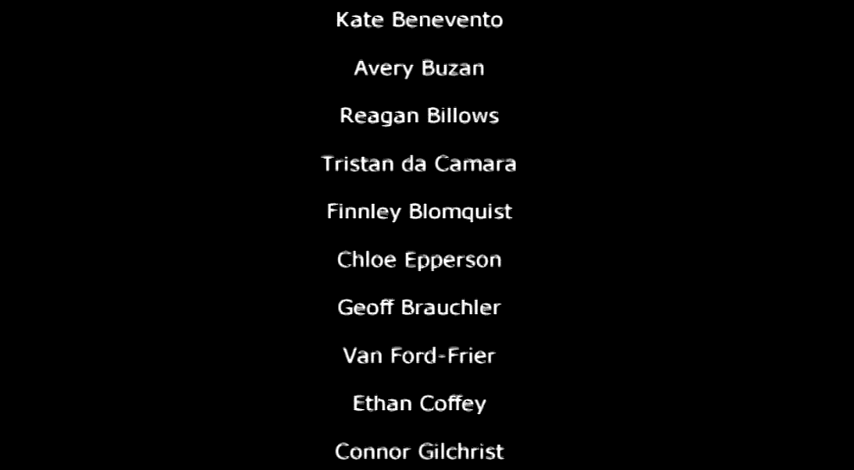 Kate Benevento
Avery Buzan
Reagan Billows
Tristan da Camara
Finnley Blomquist
Chloe Epperson
Geoff Brauchler
Van Ford-Frier
Ethan Coffey
Connor Gilchrist